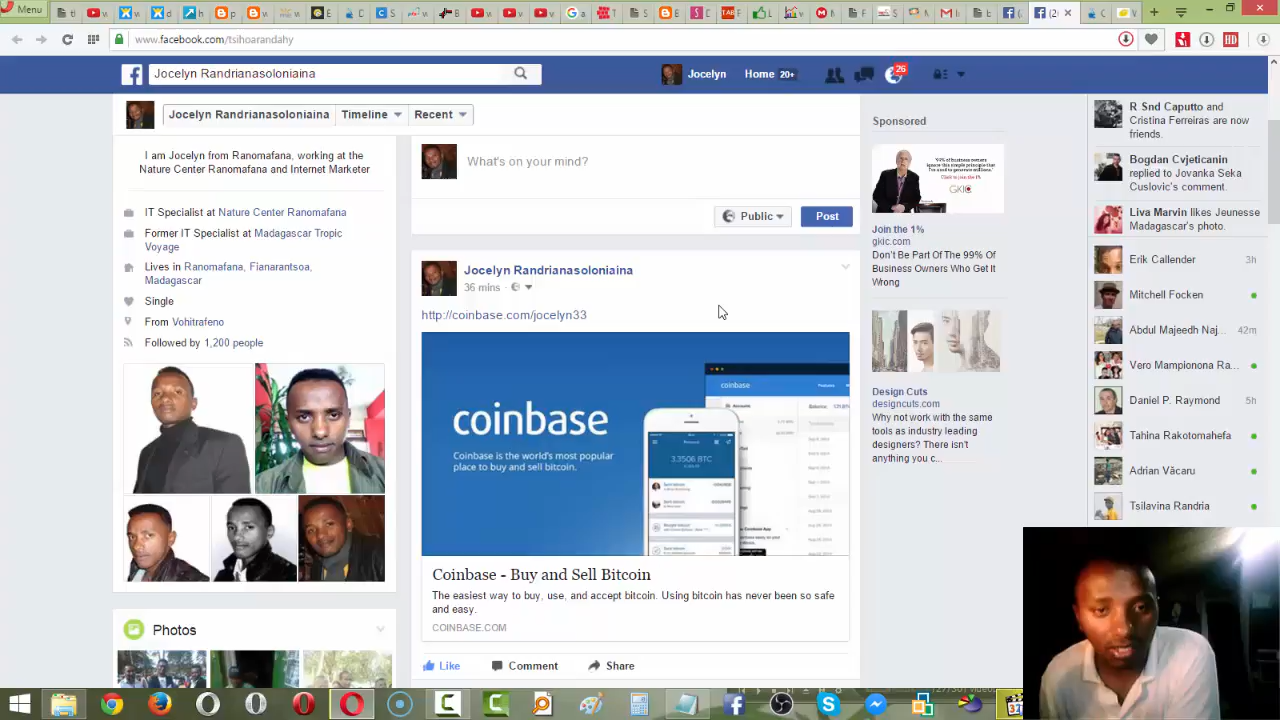 Menu
www.facebook.com/tsihoarandahy
Jocelyn Randrianasoloniaina
Jocelyn
Home 20+
26
Jocelyn Randrianasoloniaina
Timeline
Recent
I am Jocelyn from Ranomafana, working at the
Nature Center Ranomafana and Internet Marketer
IT Specialist at Nature Center Ranomafana
Former IT Specialist at Madagascar Tropic
Voyage
Lives in Ranomafana, Fianarantsoa,
Madagascar
Single
From Vohitrafeno
Followed by 1,200 people
Photos
What's on your mind?
Public
Post
Jocelyn Randrianasoloniaina
36 mins
http://coinbase.com/jocelyn33
coinbase
Coinbase is the world's most popular
place to buy and sell bitcoin.
coinbase
3.3506 BTC
Coinbase - Buy and Sell Bitcoin
The easiest way to buy, use, and accept bitcoin. Using bitcoin has never been so safe
and easy.
COINBASE.COM
Like
Comment
Share
Sponsored
GKIC
Join the 1%
gkic.com
Don't Be Part Of The 99% Of
Business Owners Who Get It
Wrong
Design Cuts
designcuts.com
Why not work with the same
tools as industry leading
designers? There isn't
anything you c...
R Snd Caputto and
Cristina Ferreiras are now
friends.
Bogdan Cvjeticanin
replied to Jovanka Seka
Cuslovic's comment.
Liva Marvin likes Jeunesse
Madagascar's photo.
Erik Callender 3h
Mitchell Focken
Abdul Majeedh Naj... 42m
Vero Mampionona Ra...
Daniel P. Raymond 5h
Tahina Rakotomahefa
Adrian Văcaru
Tsilavina Randria